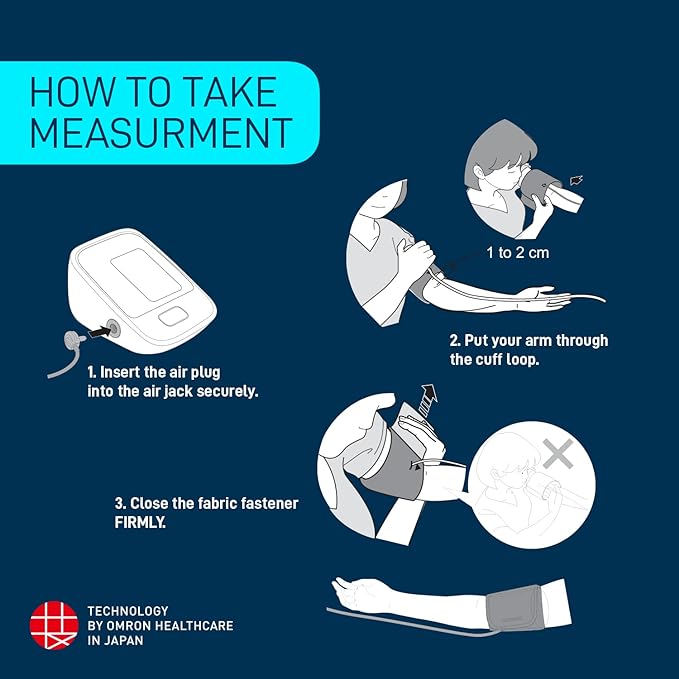 HOW TO TAKE
MEASURMENT
1 to 2 cm
1. Insert the air plug
into the air jack securely.
2. Put your arm through
the cuff loop.
3. Close the fabric fastener
FIRMLY.
TECHNOLOGY
BY OMRON HEALTHCARE
IN JAPAN